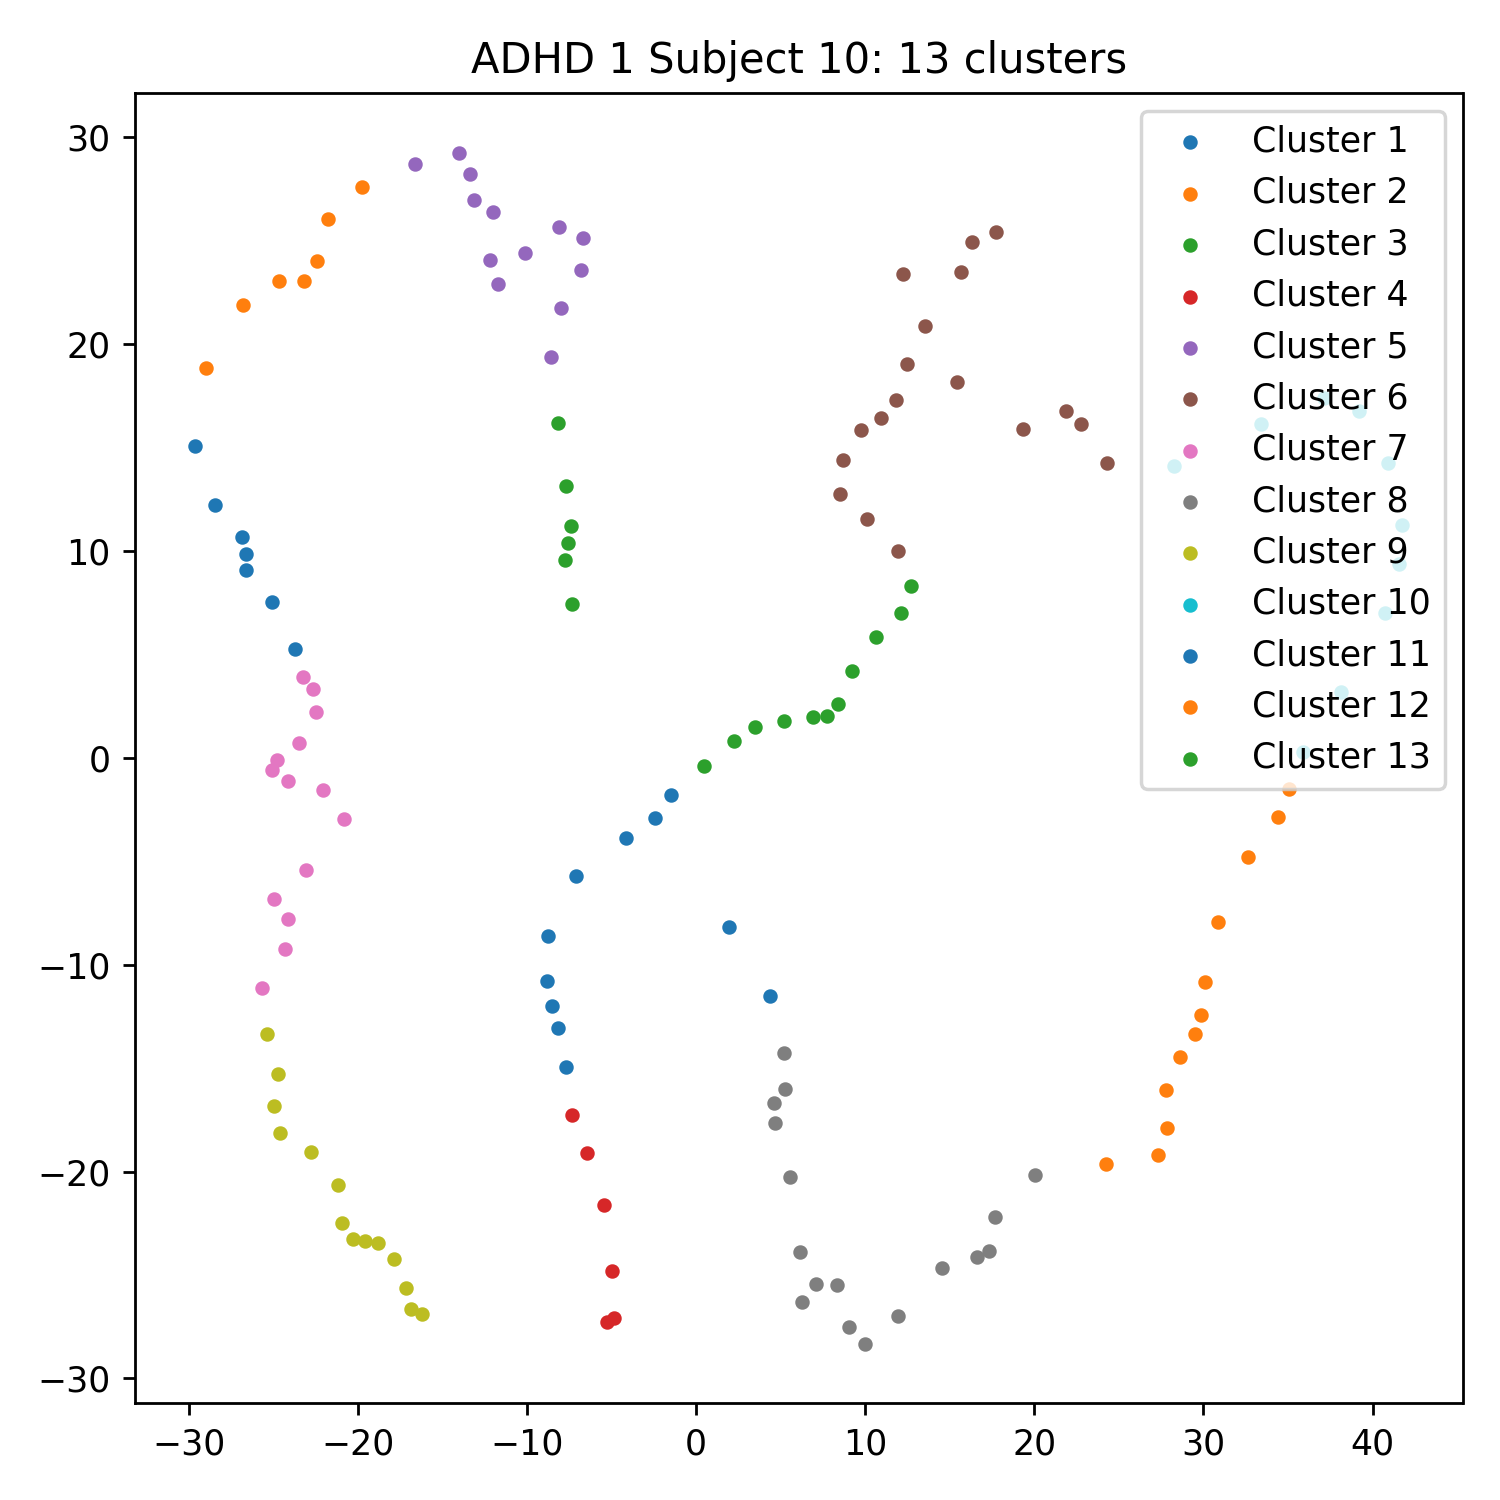 ADHD 1 Subject 10: 13 clusters
30
20
10
0
−10
−20
−30
Cluster 1
Cluster 2
Cluster 3
Cluster 4
Cluster 5
Cluster 6
Cluster 7
Cluster 8
Cluster 9
Cluster 10
Cluster 11
Cluster 12
Cluster 13
−30 −20 −10 0 10 20 30 40